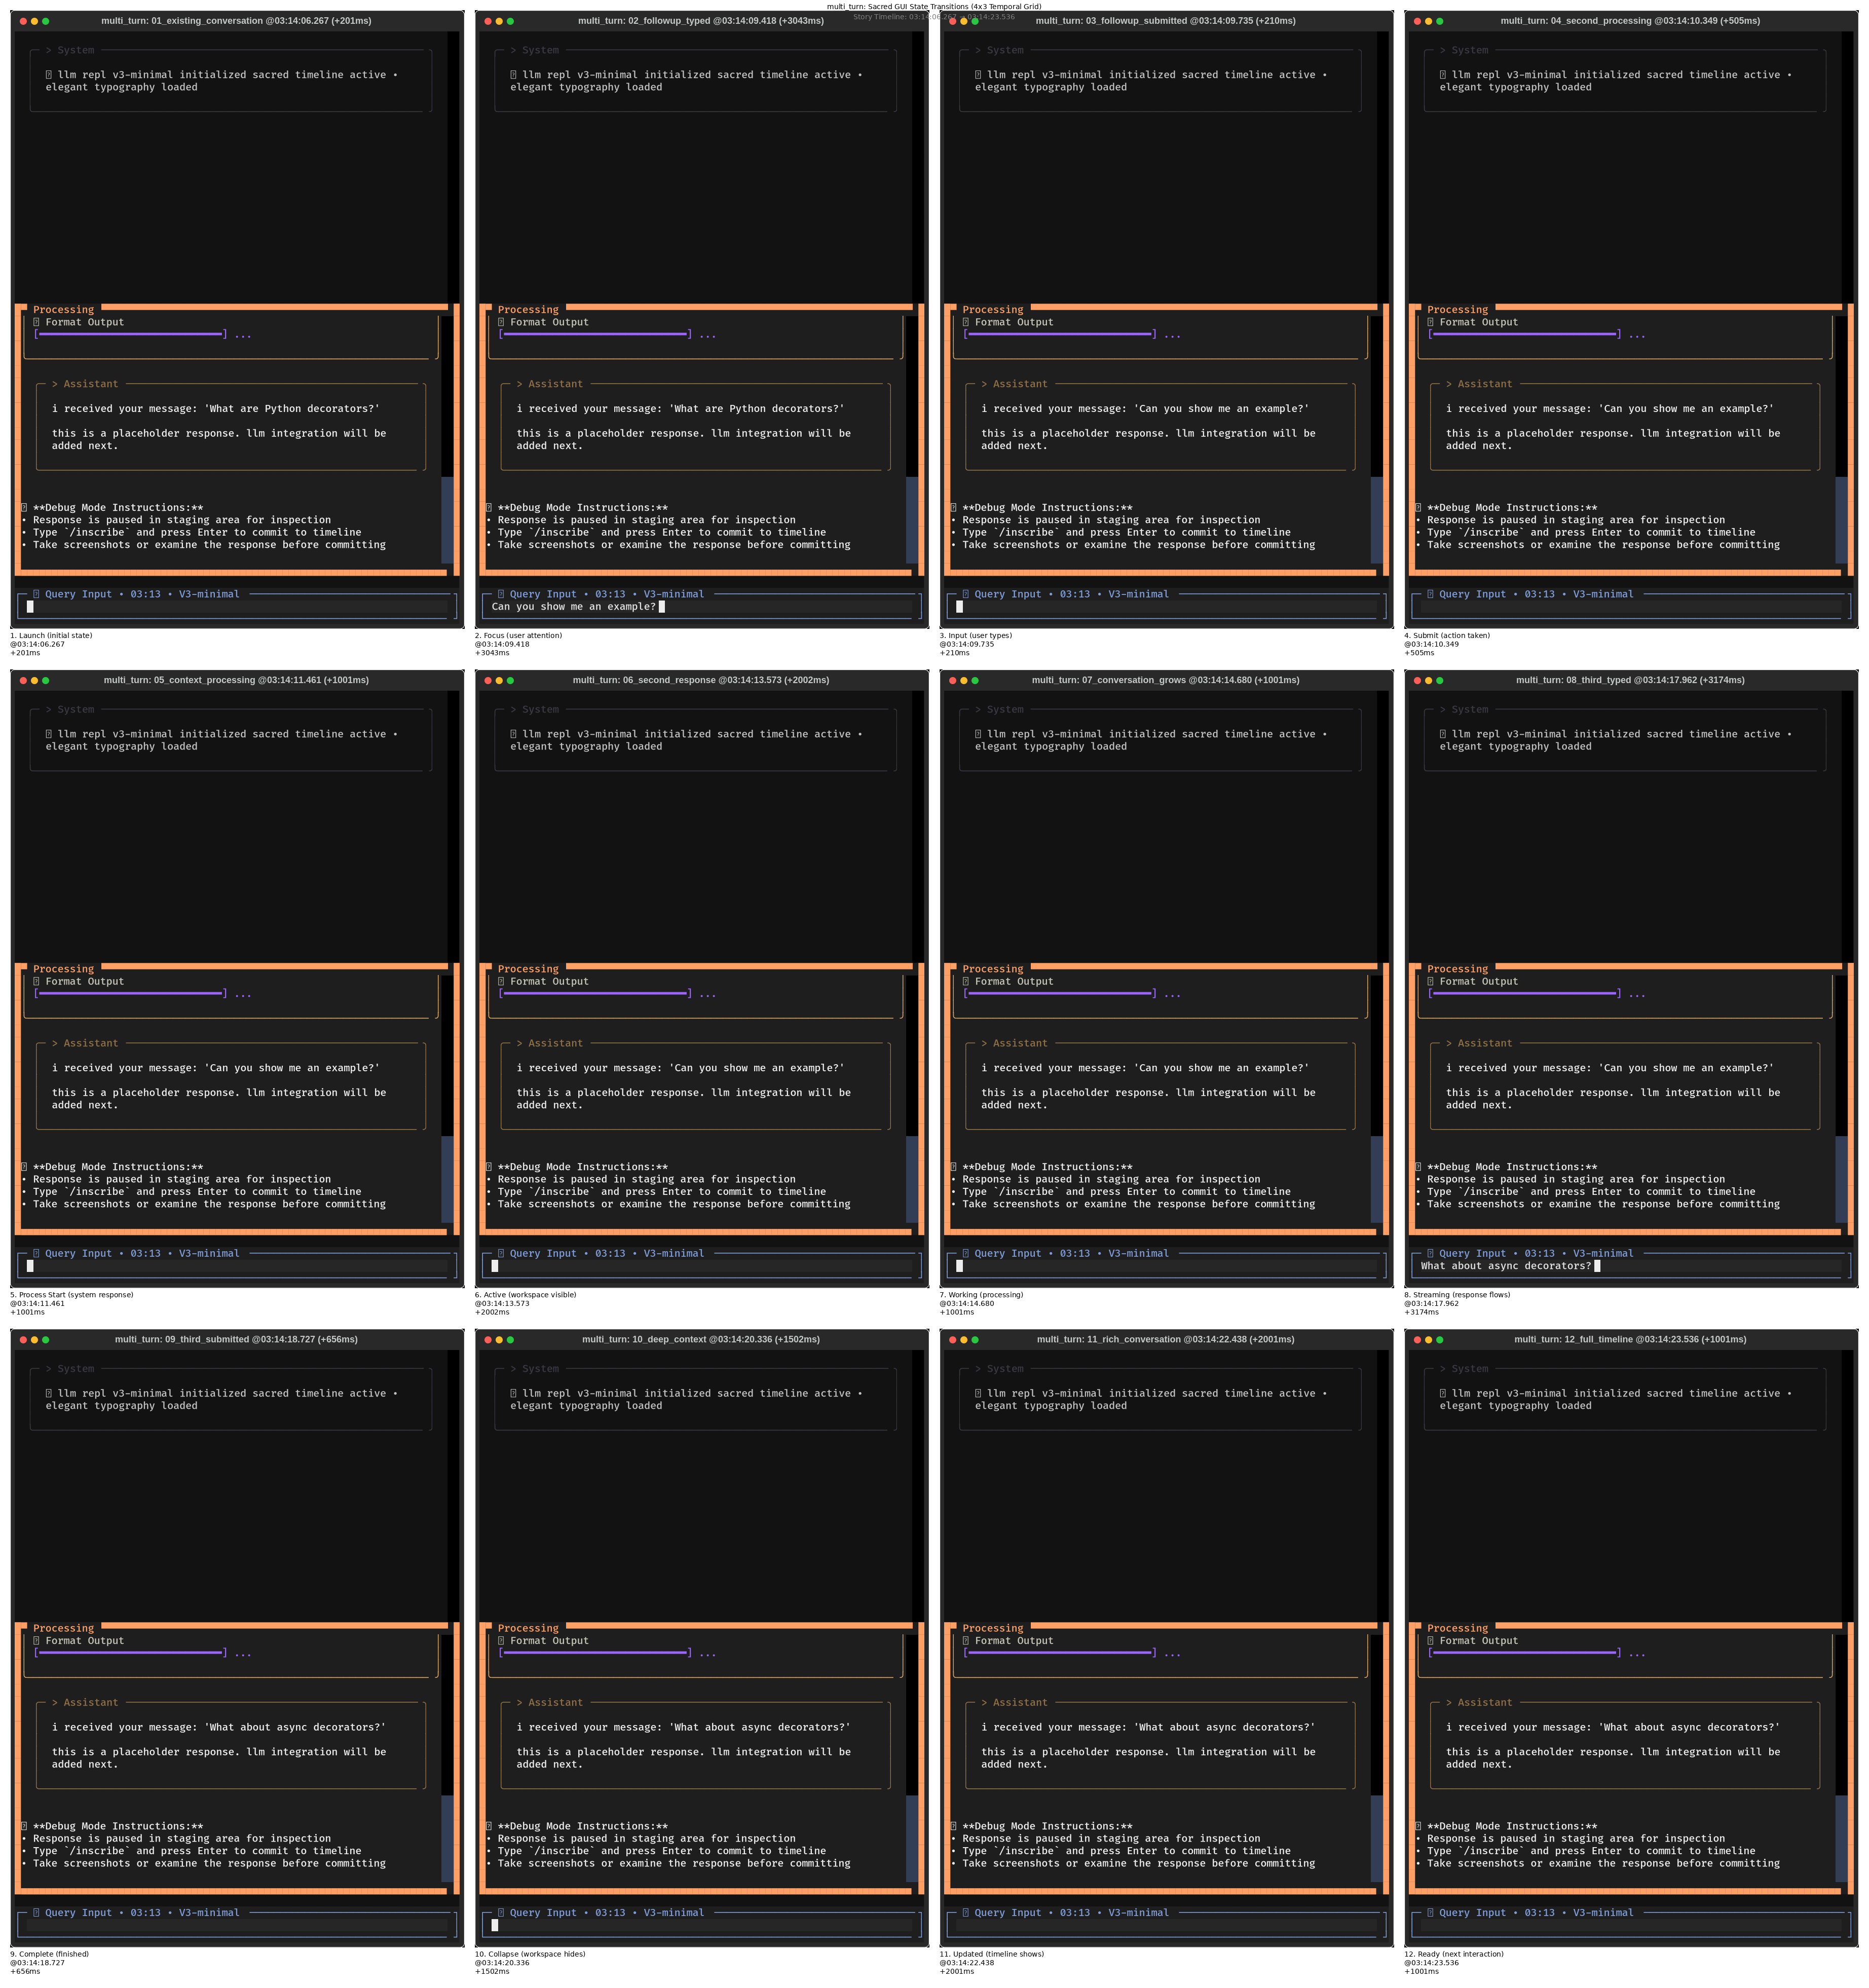 multi_turn: Sacred GUI State Transitions (4x3 Temporal Grid)
Story Timeline: 03:14:23.536
multi_turn: 01_existing_conversation @03:14:06.267 (+201ms)
> System
llm repl v3-minimal initialized sacred timeline active •
elegant typography loaded
Processing
Format Output
[━━━━━━━━━━━━━━━━━━━━━━━━━━━━━━] ...
> Assistant
i received your message: 'What are Python decorators?'
this is a placeholder response. llm integration will be
added next.
**Debug Mode Instructions:**
• Response is paused in staging area for inspection
• Type `/inscribe` and press Enter to commit to timeline
• Take screenshots or examine the response before committing
Query Input • 03:13 • V3-minimal
1. Launch (initial state)
@03:14:06.267
+201ms
multi_turn: 02_followup_typed @03:14:09.418 (+3043ms)
> System
llm repl v3-minimal initialized sacred timeline active •
elegant typography loaded
Processing
Format Output
[━━━━━━━━━━━━━━━━━━━━━━━━━━━━━━] ...
> Assistant
i received your message: 'What are Python decorators?'
this is a placeholder response. llm integration will be
added next.
**Debug Mode Instructions:**
• Response is paused in staging area for inspection
• Type `/inscribe` and press Enter to commit to timeline
• Take screenshots or examine the response before committing
Query Input • 03:13 • V3-minimal
Can you show me an example?
2. Focus (user attention)
@03:14:09.418
+3043ms
multi_turn: 03_followup_submitted @03:14:09.735 (+210ms)
> System
llm repl v3-minimal initialized sacred timeline active •
elegant typography loaded
Processing
Format Output
[━━━━━━━━━━━━━━━━━━━━━━━━━━━━━━] ...
> Assistant
i received your message: 'Can you show me an example?'
this is a placeholder response. llm integration will be
added next.
**Debug Mode Instructions:**
• Response is paused in staging area for inspection
• Type `/inscribe` and press Enter to commit to timeline
• Take screenshots or examine the response before committing
Query Input • 03:13 • V3-minimal
3. Input (user types)
@03:14:09.735
+210ms
multi_turn: 04_second_processing @03:14:10.349 (+505ms)
> System
llm repl v3-minimal initialized sacred timeline active •
elegant typography loaded
Processing
Format Output
[━━━━━━━━━━━━━━━━━━━━━━━━━━━━━━] ...
> Assistant
i received your message: 'Can you show me an example?'
this is a placeholder response. llm integration will be
added next.
**Debug Mode Instructions:**
• Response is paused in staging area for inspection
• Type `/inscribe` and press Enter to commit to timeline
• Take screenshots or examine the response before committing
Query Input • 03:13 • V3-minimal
4. Submit (action taken)
@03:14:10.349
+505ms
multi_turn: 05_context_processing @03:14:11.461 (+1001ms)
> System
llm repl v3-minimal initialized sacred timeline active •
elegant typography loaded
Processing
Format Output
[━━━━━━━━━━━━━━━━━━━━━━━━━━━━━━] ...
> Assistant
i received your message: 'Can you show me an example?'
this is a placeholder response. llm integration will be
added next.
**Debug Mode Instructions:**
• Response is paused in staging area for inspection
• Type `/inscribe` and press Enter to commit to timeline
• Take screenshots or examine the response before committing
Query Input • 03:13 • V3-minimal
5. Process Start (system response)
@03:14:11.461
+1001ms
multi_turn: 06_second_response @03:14:13.573 (+2002ms)
> System
llm repl v3-minimal initialized sacred timeline active •
elegant typography loaded
Processing
Format Output
[━━━━━━━━━━━━━━━━━━━━━━━━━━━━━━] ...
> Assistant
i received your message: 'Can you show me an example?'
this is a placeholder response. llm integration will be
added next.
**Debug Mode Instructions:**
• Response is paused in staging area for inspection
• Type `/inscribe` and press Enter to commit to timeline
• Take screenshots or examine the response before committing
Query Input • 03:13 • V3-minimal
6. Active (workspace visible)
@03:14:13.573
+2002ms
multi_turn: 07_conversation_grows @03:14:14.680 (+1001ms)
> System
llm repl v3-minimal initialized sacred timeline active •
elegant typography loaded
Processing
Format Output
[━━━━━━━━━━━━━━━━━━━━━━━━━━━━━━] ...
> Assistant
i received your message: 'Can you show me an example?'
this is a placeholder response. llm integration will be
added next.
**Debug Mode Instructions:**
• Response is paused in staging area for inspection
• Type `/inscribe` and press Enter to commit to timeline
• Take screenshots or examine the response before committing
Query Input • 03:13 • V3-minimal
7. Working (processing)
@03:14:14.680
+1001ms
multi_turn: 08_third_typed @03:14:17.962 (+3174ms)
> System
llm repl v3-minimal initialized sacred timeline active •
elegant typography loaded
Processing
Format Output
[━━━━━━━━━━━━━━━━━━━━━━━━━━━━━━] ...
> Assistant
i received your message: 'Can you show me an example?'
this is a placeholder response. llm integration will be
added next.
**Debug Mode Instructions:**
• Response is paused in staging area for inspection
• Type `/inscribe` and press Enter to commit to timeline
• Take screenshots or examine the response before committing
Query Input • 03:13 • V3-minimal
What about async decorators?
8. Streaming (response flows)
@03:14:17.962
+3174ms
multi_turn: 09_third_submitted @03:14:18.727 (+656ms)
> System
llm repl v3-minimal initialized sacred timeline active •
elegant typography loaded
Processing
Format Output
[━━━━━━━━━━━━━━━━━━━━━━━━━━━━━━] ...
> Assistant
i received your message: 'What about async decorators?'
this is a placeholder response. llm integration will be
added next.
**Debug Mode Instructions:**
• Response is paused in staging area for inspection
• Type `/inscribe` and press Enter to commit to timeline
• Take screenshots or examine the response before committing
Query Input • 03:13 • V3-minimal
9. Complete (finished)
@03:14:18.727
+656ms
multi_turn: 10_deep_context @03:14:20.336 (+1502ms)
> System
llm repl v3-minimal initialized sacred timeline active •
elegant typography loaded
Processing
Format Output
[━━━━━━━━━━━━━━━━━━━━━━━━━━━━━━] ...
> Assistant
i received your message: 'What about async decorators?'
this is a placeholder response. llm integration will be
added next.
**Debug Mode Instructions:**
• Response is paused in staging area for inspection
• Type `/inscribe` and press Enter to commit to timeline
• Take screenshots or examine the response before committing
Query Input • 03:13 • V3-minimal
10. Collapse (workspace hides)
@03:14:20.336
+1502ms
multi_turn: 11_rich_conversation @03:14:22.438 (+2001ms)
> System
llm repl v3-minimal initialized sacred timeline active •
elegant typography loaded
Processing
Format Output
[━━━━━━━━━━━━━━━━━━━━━━━━━━━━━━] ...
> Assistant
i received your message: 'What about async decorators?'
this is a placeholder response. llm integration will be
added next.
**Debug Mode Instructions:**
• Response is paused in staging area for inspection
• Type `/inscribe` and press Enter to commit to timeline
• Take screenshots or examine the response before committing
Query Input • 03:13 • V3-minimal
11. Updated (timeline shows)
@03:14:22.438
+2001ms
multi_turn: 12_full_timeline @03:14:23.536 (+1001ms)
> System
llm repl v3-minimal initialized sacred timeline active •
elegant typography loaded
Processing
Format Output
[━━━━━━━━━━━━━━━━━━━━━━━━━━━━━━] ...
> Assistant
i received your message: 'What about async decorators?'
this is a placeholder response. llm integration will be
added next.
**Debug Mode Instructions:**
• Response is paused in staging area for inspection
• Type `/inscribe` and press Enter to commit to timeline
• Take screenshots or examine the response before committing
Query Input • 03:13 • V3-minimal
12. Ready (next interaction)
@03:14:23.536
+1001ms